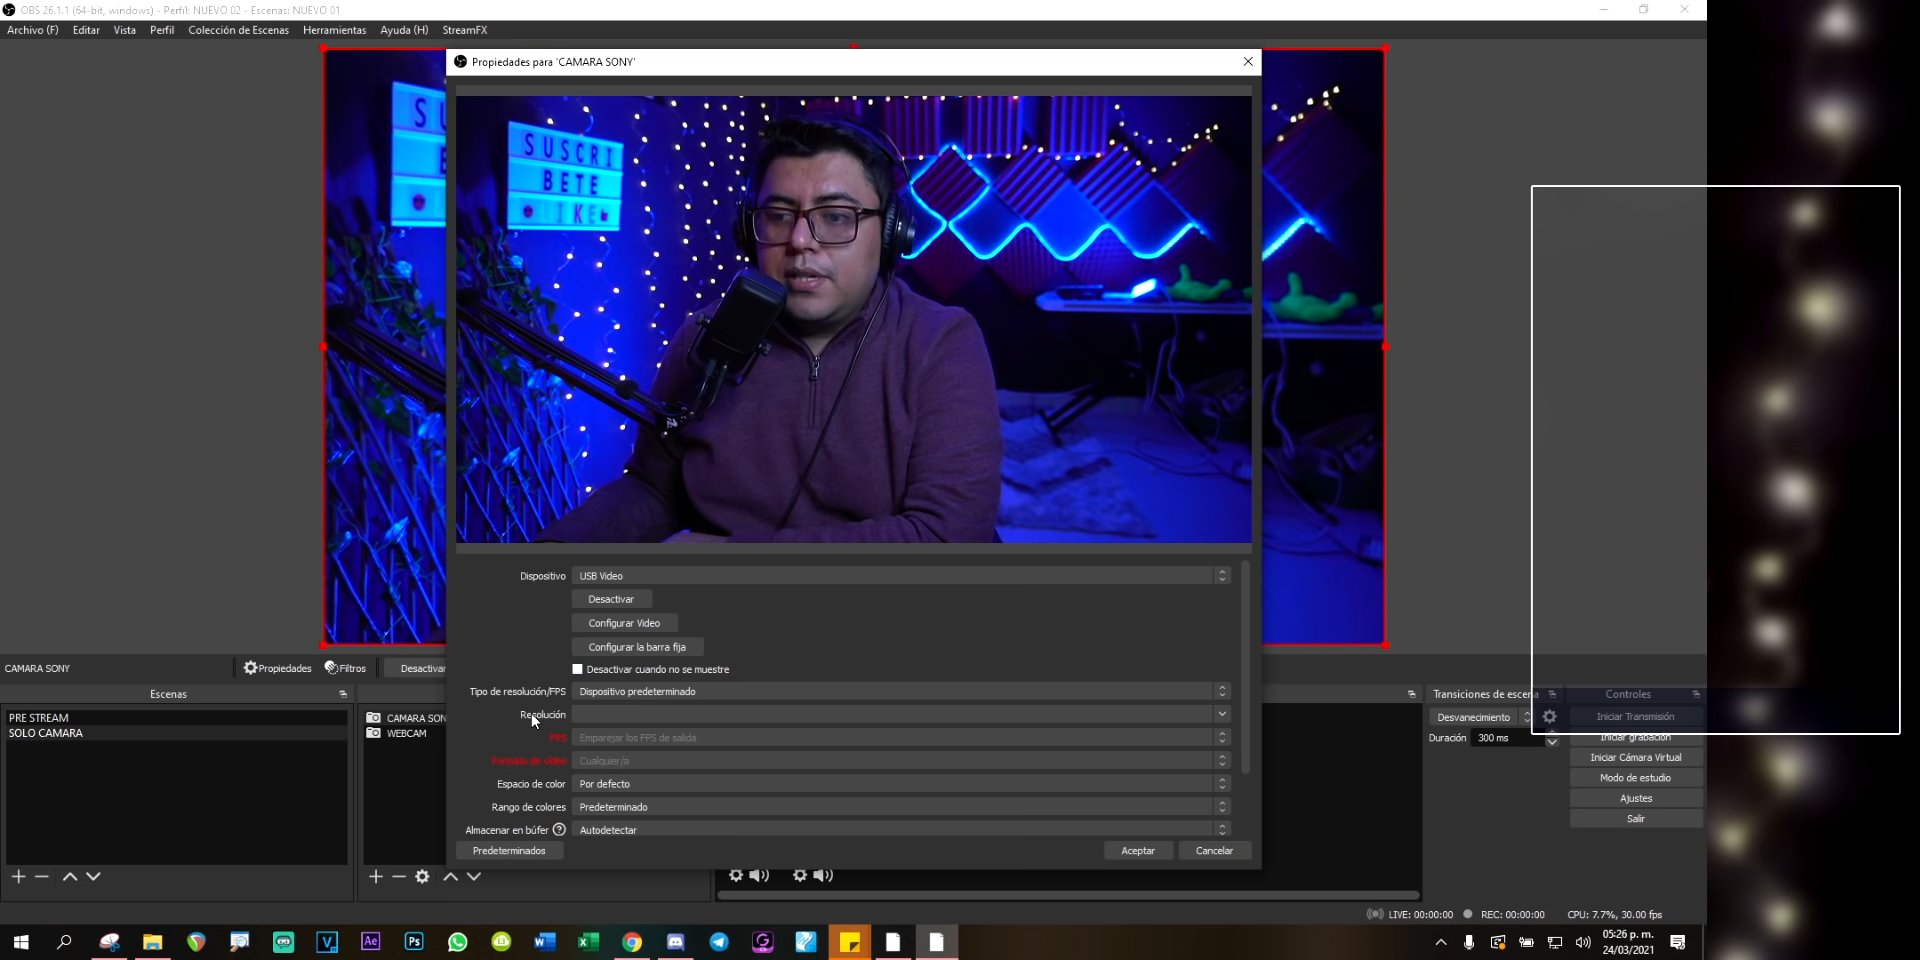 OBS 26.1.1 (64-bit, windows) - Perfil: NUEVO 02 - Escenas: NUEVO 01
Archivo (F) Editar Vista Perfil Colección de Escenas Herramientas Ayuda (H) StreamFX
Propiedades para 'CAMARA SONY'
SU
B
SUSCRI
BETE
LIKE
Dispositivo USB Video
Desactivar
Configurar Video
Configurar la barra fija
Desactivar cuando no se muestre
Tipo de resolución/FPS Dispositivo predeterminado
Resolución
FPS Emparejar los FPS de salida
Formato de vídeo Cualquier/a
Espacio de color Por defecto
Rango de colores Predeterminado
Almacenar en búfer ? Autodetectar
Predeterminados Aceptar Cancelar
CAMARA SONY Propiedades Filtros Desactivar
Escenas
PRE STREAM
SOLO CAMARA
CAMARA SON
WEBCAM
Transiciones de escena
Desvanecimiento
Duración 300 ms
Controles
Iniciar Transmisión
Iniciar grabación
Iniciar Cámara Virtual
Modo de estudio
Ajustes
Salir
LIVE: 00:00:00 REC: 00:00:00 CPU: 7.7%, 30.00 fps
V
Ae
Ps
05:26 p. m.
24/03/2021